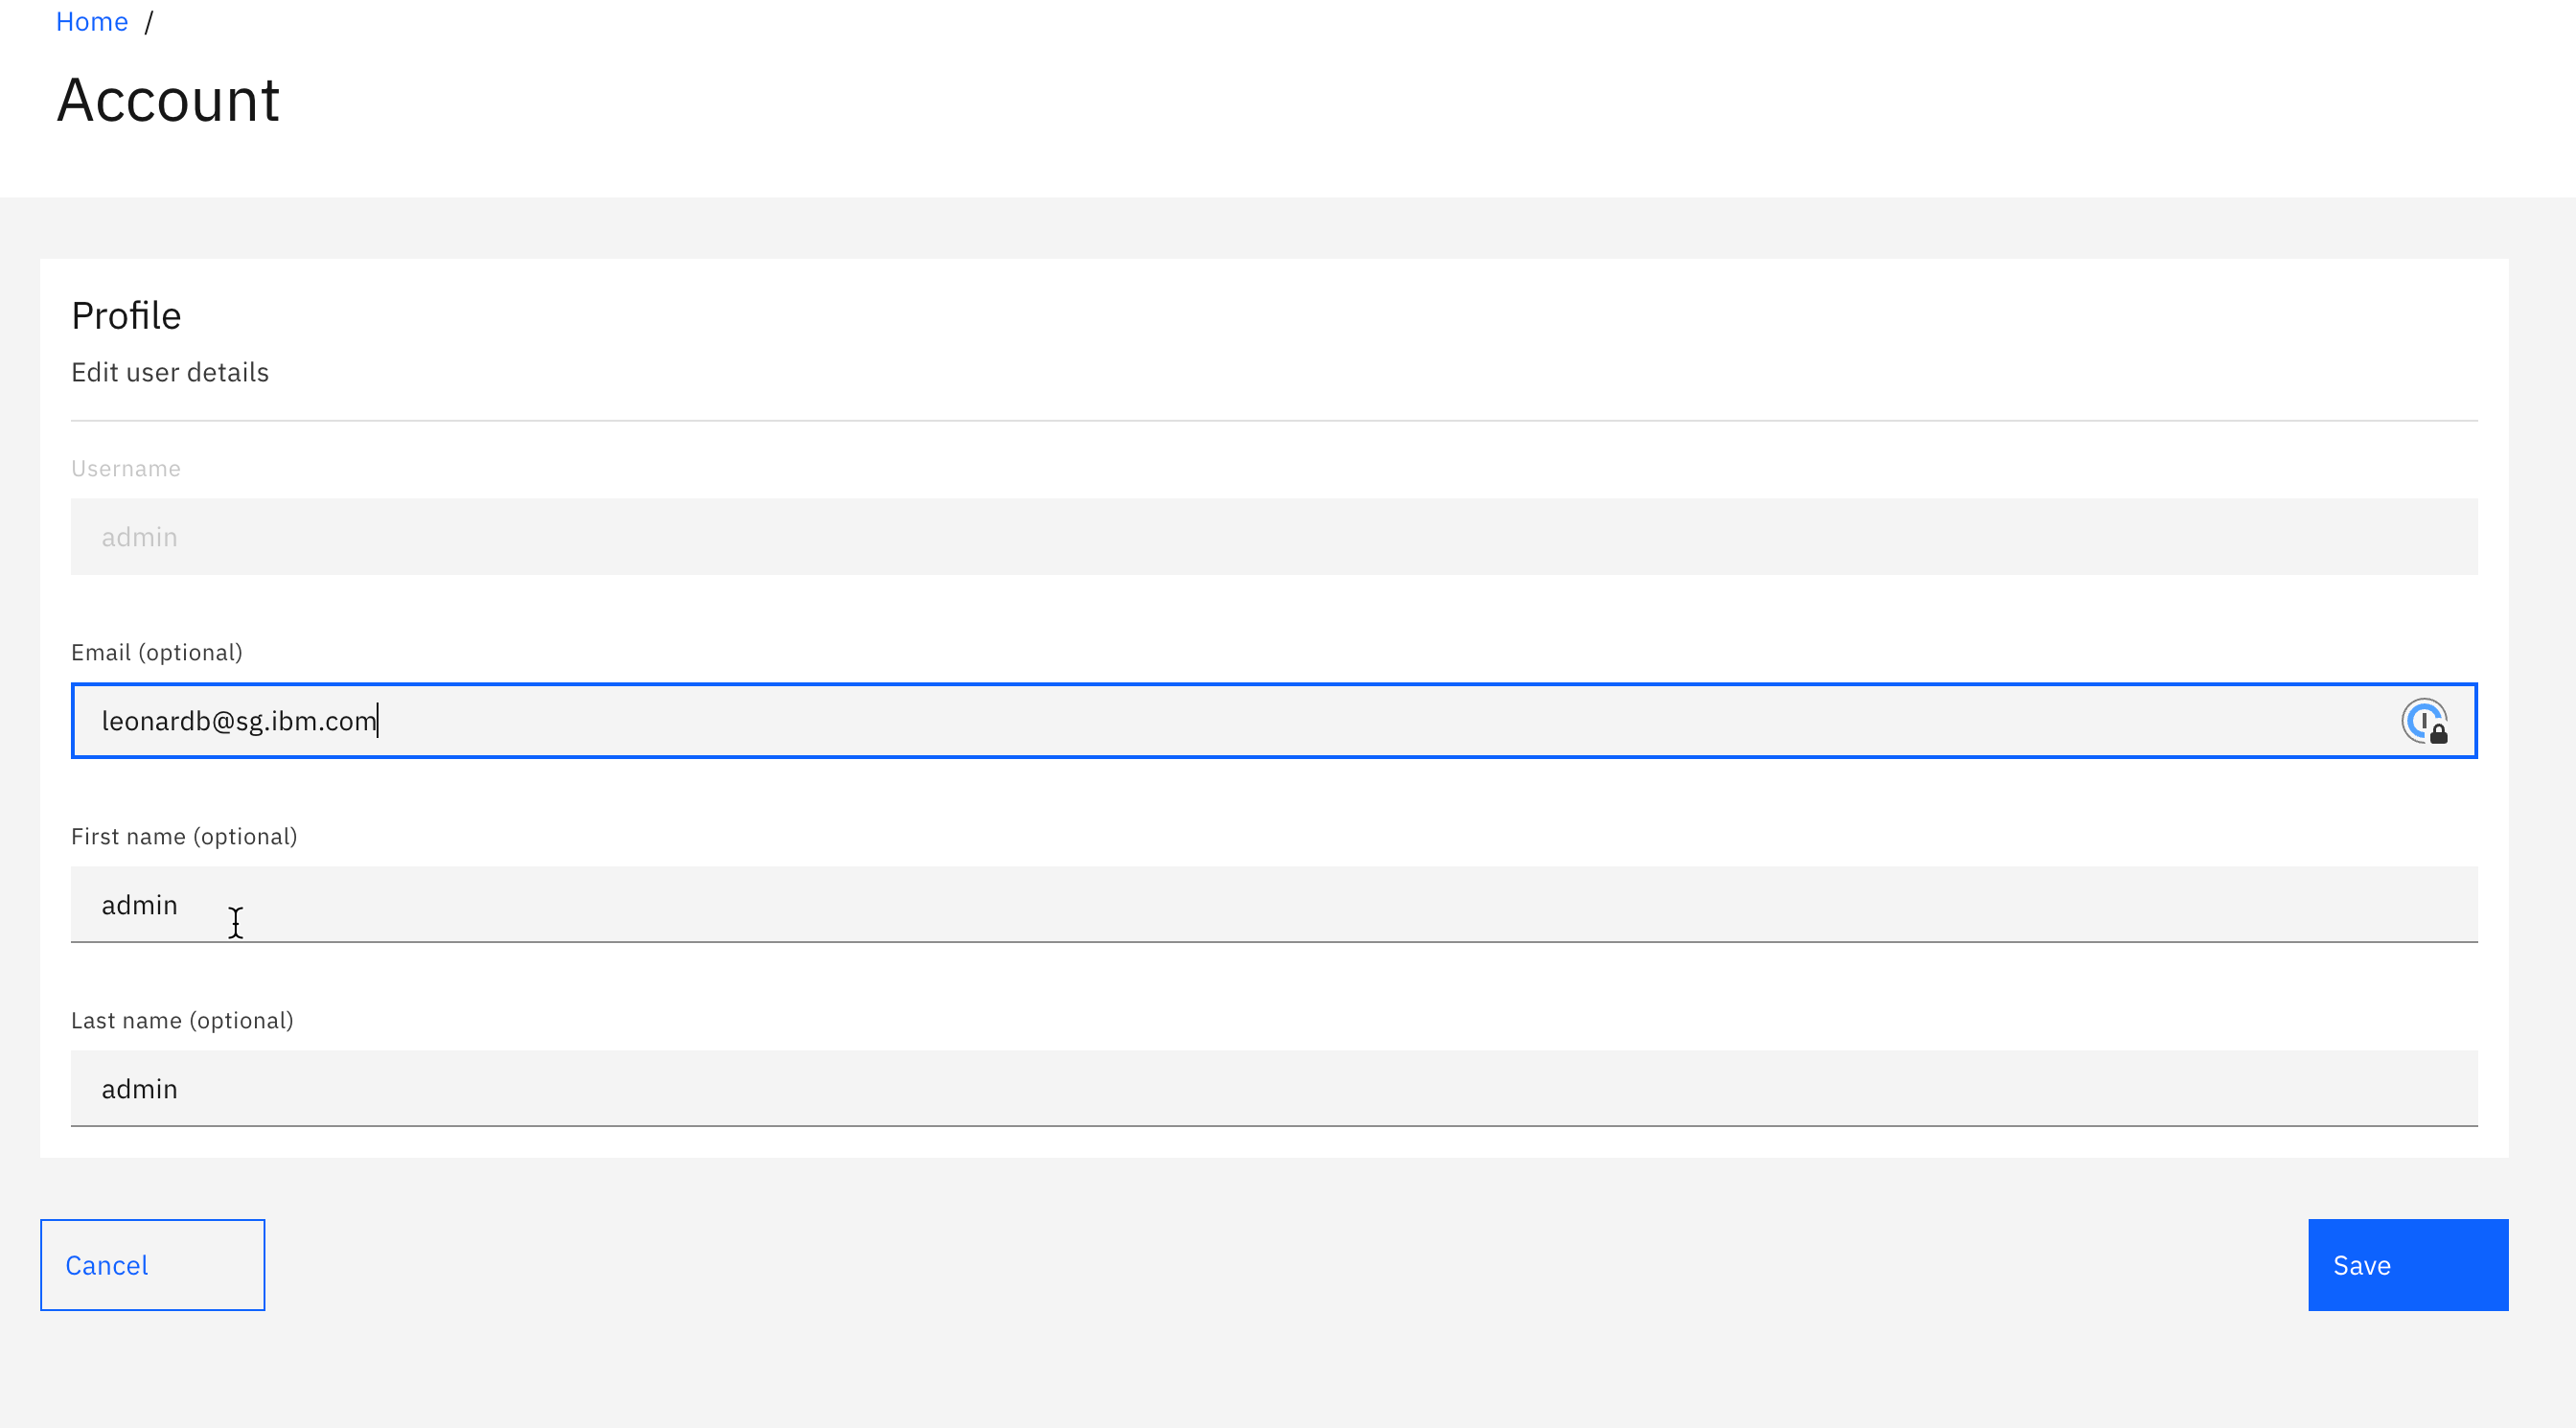 Home /
Account
Profile
Edit user details
Username
admin
Email (optional)
leonardb@sg.ibm.com
First name (optional)
admin
Last name (optional)
admin
Cancel
Save